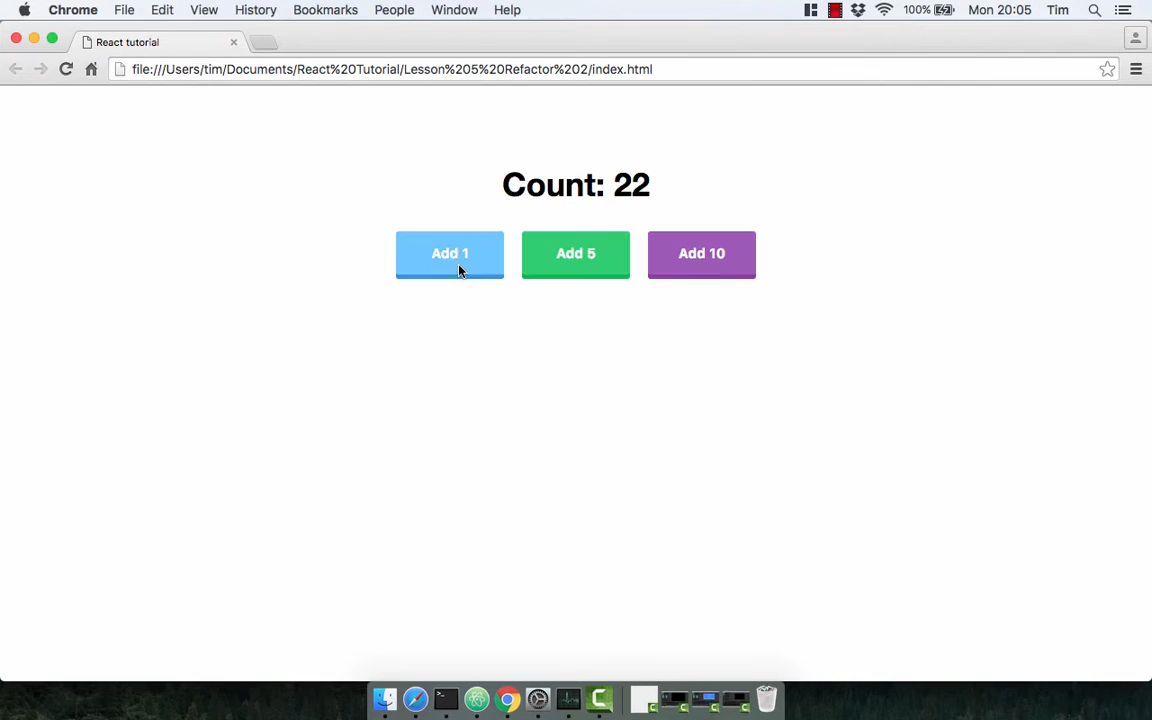 Chrome File Edit View History Bookmarks People Window Help 100% Mon 20:05 Tim
React tutorial
file:///Users/tim/Documents/React%20Tutorial/Lesson%205%20Refactor%202/index.html
Count: 22
Add 1 Add 5 Add 10